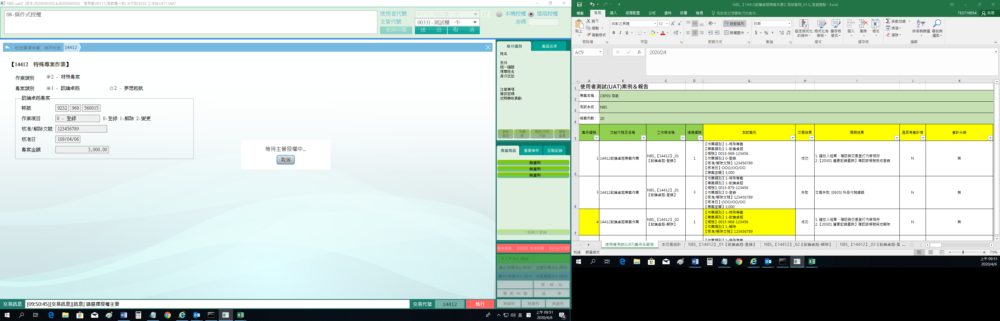 NBS-uat2 (版本:2020040302.b2020040302) 使用者:00171(測試櫃一辛) 分行別:9232 工作站:L9711A07
08-條件式授權
使用者代號 00171-測試櫃一辛 17 本機授權 遠端授權
主管代號 00331-測試櫃一牛 密碼
查詢印鑑 送 出 取 消
約定事項申請 存戶約定 14412
【14412 特殊專案作業】
作業類別 2 - 特殊專案
專案類別 1 - 啟鑰卓越 2 - 夢想起航
啟鑰卓越專案
帳號 9232 968 560015
作業項目 0 - 登錄 0-登錄 1-解除 2-變更
核准/解除文號 123456789
核准日 109/04/06
專案金額 3,000.00
等待主管授權中...
取消
身分識別 產品往來
姓名
生日
統一編號
理專姓名
身分註記
注意事項
簡訊密碼
近期事故異動
顧客資訊 手續費 通路/共同行銷 顧客影像
推薦商品 重要事件 互動記錄
無資料
無資料
無資料
一般轉介登錄
服務號碼: 0000 等候時間: 00分00秒
VIP:0人 00分
個人交易:0人 00分 企業交易:0人 00分
開戶/申請:0人 00分 外匯業務:0人 00分
再 呼 叫
預 約 叫 號 結 束
無資料 無資料 無資料
交易訊息 [09:50:45][交易訊息][訊息] 請選擇授權主管 交易代號 14412 執行
英 上午 09:51
2020/4/6
4
NBS_【14412啟鑰卓越專案作業】測試案例_V1.0_測資盤點 - Excel
檔案 常用 插入 版面配置 公式 資料 校閱 檢視 告訴我您想要執行的動作... TEST19054 共用
貼上 剪下 複製 複製格式 剪貼簿
微軟正黑體 12 B I U 字型
自動換列 跨欄置中 對齊方式
日期 $ % 數值
設定格式化的條件 格式化為表格 儲存格樣式 樣式
插入 刪除 格式 儲存格
自動加總 填滿 清除 排序與篩選 尋找與選取 編輯
AC9 fx 2020/2/4
A B C D G H I J K
1 使用者測試(UAT)案例＆報告
2 專案名稱: CBP03 存款
3 測試系統: NBS
4 總案例數: 20
5 案例編號 功能代號及名稱 工作表名稱 情境編號 測試案例 交易結果 預期結果 是否有會計帳 會計分錄
6 1 14412啟鑰卓越專案作業 NBS_【14412】_01【啟鑰卓越-登錄】 1
【作業類別】1-特殊專案
【專案類別】1-啟鑰卓越
【帳號】0015-968-123456
【作業項目】0-登錄
【核准/解除文號】123456789
【核准日】OOO/OO/OO
【專案金額】3,000
成功
1. 請放入短單，確認與交易登打內容相符
2.【20301 變更記錄查詢】確認該帳號完成登錄
N 無
8 3 14412啟鑰卓越專案作業 NBS_【14412】_01【啟鑰卓越-登錄】 3
【作業類別】1-特殊專案
【專案類別】1-啟鑰卓越
【帳號】0015-879-123456
【作業項目】0-登錄
【核准/解除文號】123456789
【核准日】OOO/OO/OO
【專案金額】3,000
失敗
交易失敗: [0935] 科目代號錯誤
N 無
9 4 14412啟鑰卓越專案作業 NBS_【14412】_02【啟鑰卓越-解除】 1
【作業類別】1-特殊專案
【專案類別】1-啟鑰卓越
【帳號】0015-968-123456
【作業項目】1-解除
【核准/解除文號】123456789
成功
1. 請放入短單，確認與交易登打內容相符
2.【20301 變更記錄查詢】確認該帳號完成解除
N 無
【作業類別】1-特殊專案
使用者測試(UAT)案例＆報告 本交易統計 NBS_【14412】_01【啟鑰卓越-登錄】 NBS_【14412】_02【啟鑰卓越-解除】 NBS_【14412】_03【啟鑰卓越-變 ...
就緒 篩選模式 75%
上午 09:51
2020/4/6